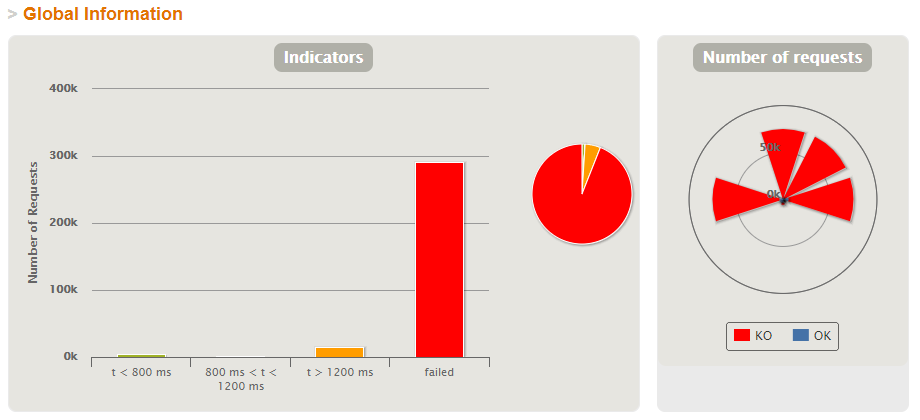 > Global Information
Indicators
400k
300k
200k
100k
0k
Number of Requests
t < 800 ms
800 ms < t <
1200 ms
t > 1200 ms
failed
Number of requests
50k
0k
KO
OK